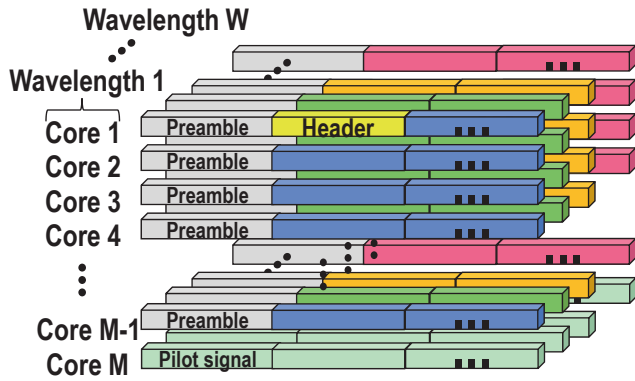 Wavelength W
Wavelength 1
Core 1 Preamble Header
Core 2 Preamble
Core 3 Preamble
Core 4 Preamble
Core M-1 Preamble
Core M Pilot signal